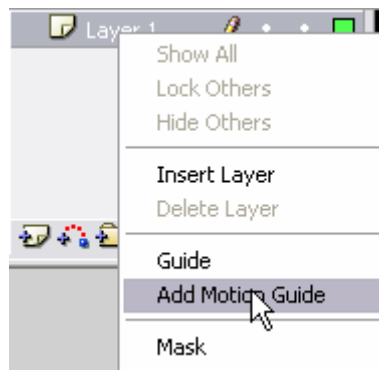 Layer 1
Show All
Lock Others
Hide Others
Insert Layer
Delete Layer
Guide
Add Motion Guide
Mask